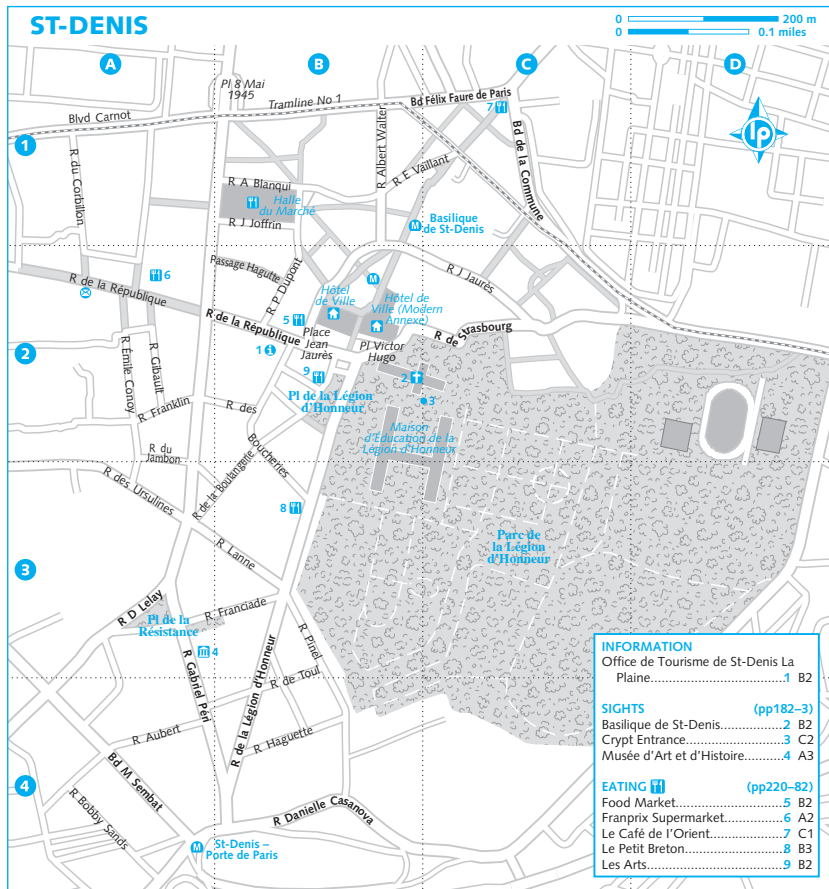 ST-DENIS
0 200 m
0 0.1 miles
A
B
C
D
Pl 8 Mai
1945
Tramline No 1
Bd Félix Faure de Paris
7
Blvd Carnot
1
lp
R du Corbillon
R Albert Walter
R E Vaillant
Bd de la Commune
R A Blanqui
Halle
du Marché
R J Joffrin
M
Basilique
de St-Denis
Passage Haguette
R J Jaurès
6
M
R de la République
R P Dupont
Hôtel
de Ville
Hôtel de
Ville (Modern
Annexe)
5
R de la République
Place
Jean
Jaurès
R de Strasbourg
2
1
Pl Victor
Hugo
R Émile Conoy
R Gibault
9
2
Pl de la Légion
d'Honneur
3
R Franklin
R des
Boucheries
Maison
d'Éducation de la
Légion d'Honneur
R du
Jambon
R de la Boulangerie
R des Ursulines
8
R Lanne
Parc de
la Légion
d'Honneur
3
R D Lelay
R Franciade
Pl de la
Résistance
R Pinel
4
R Gabriel Péri
R de la Légion d'Honneur
R de Toul
R Aubert
R Haguette
4
Bd M Sembat
R Bobby Sands
R Danielle Casanova
M
St-Denis –
Porte de Paris
INFORMATION
Office de Tourisme de St-Denis La
Plaine..................................1 B2
SIGHTS (pp182–3)
Basilique de St-Denis................2 B2
Crypt Entrance.........................3 C2
Musée d'Art et d'Histoire..........4 A3
EATING (pp220–82)
Food Market............................5 B2
Franprix Supermarket...............6 A2
Le Café de l'Orient...................7 C1
Le Petit Breton.........................8 B3
Les Arts...................................9 B2